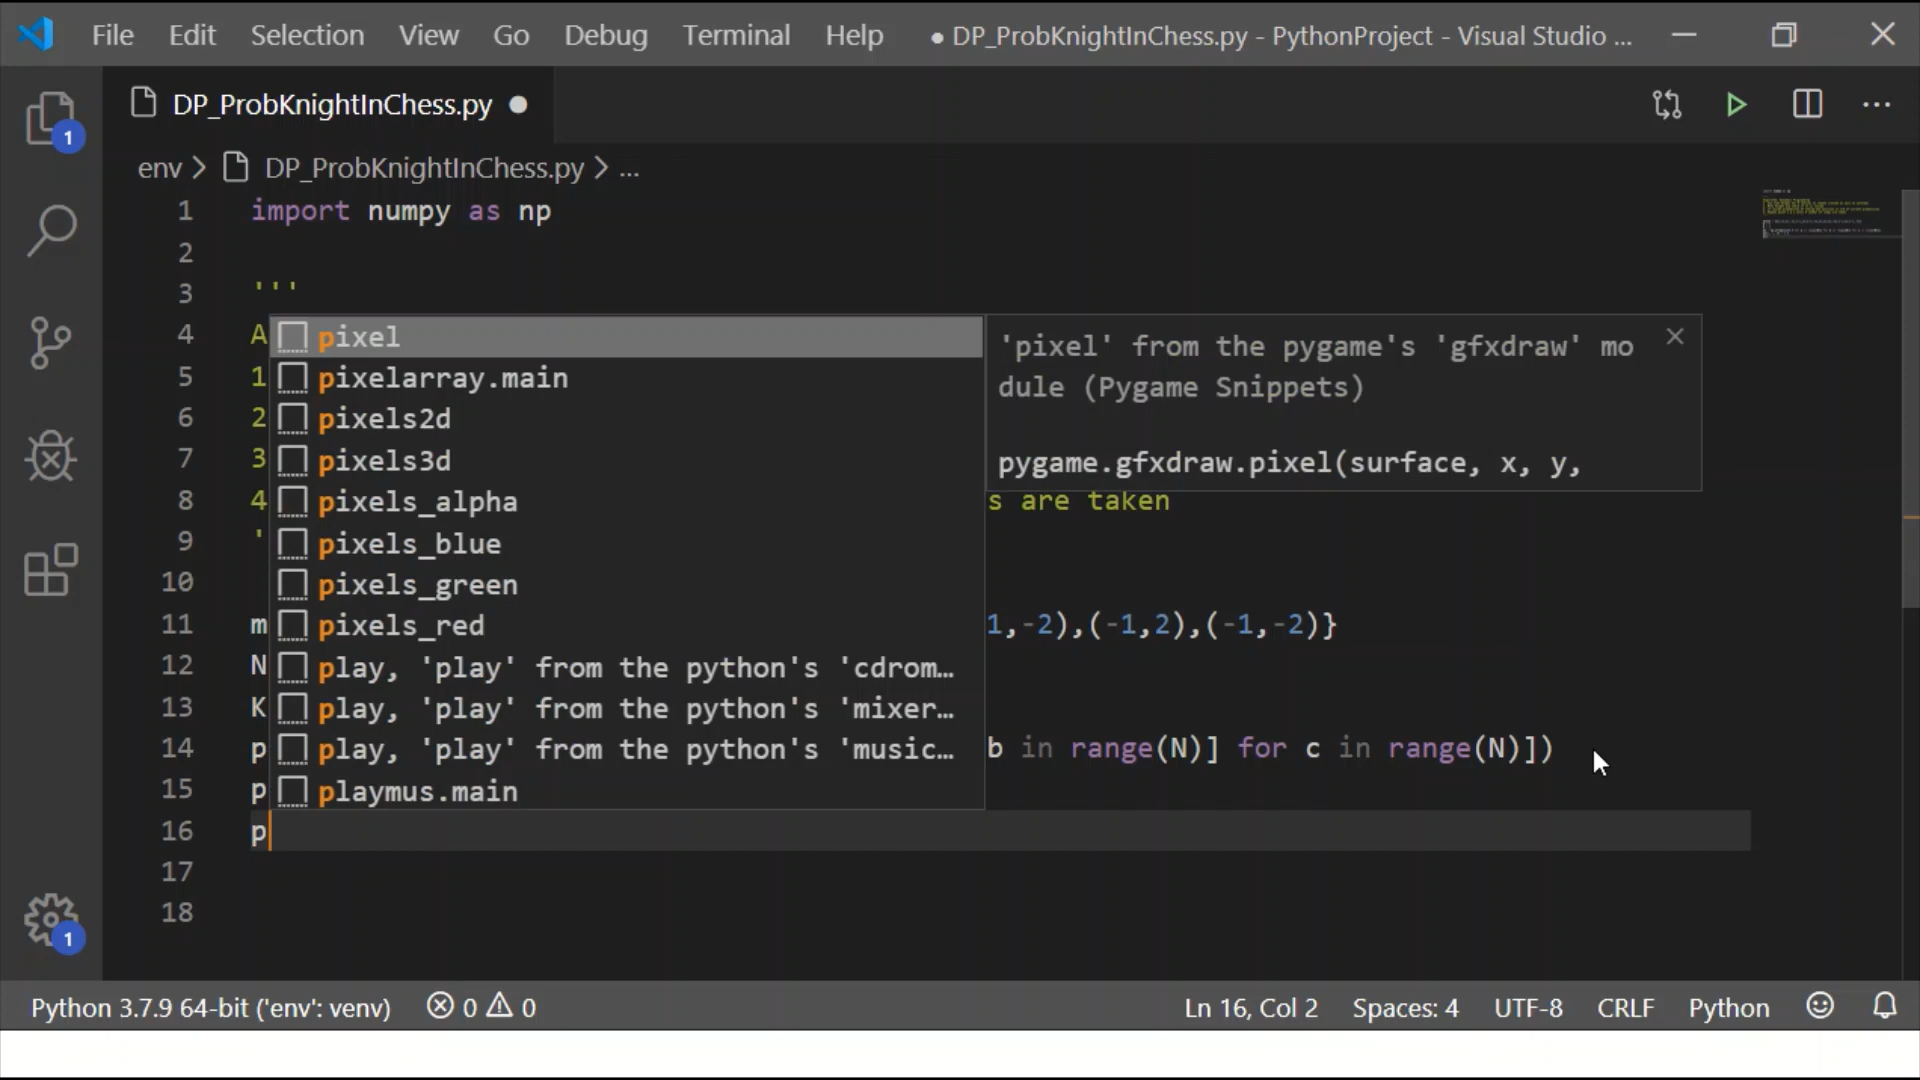 File Edit Selection View Go Debug Terminal Help ● DP_ProbKnightInChess.py - PythonProject - Visual Studio ...
DP_ProbKnightInChess.py
env > DP_ProbKnightInChess.py > ...
1 import numpy as np
2
3 '''
4 A
5 1
6 2
7 3
8 4 s are taken
9 '
10
11 m 1,-2),(-1,2),(-1,-2)}
12 N
13 K
14 p b in range(N)] for c in range(N)])
15 p
16 p
17
18
pixel
pixelarray.main
pixels2d
pixels3d
pixels_alpha
pixels_blue
pixels_green
pixels_red
play, 'play' from the python's 'cdrom…
play, 'play' from the python's 'mixer…
play, 'play' from the python's 'music…
playmus.main
'pixel' from the pygame's 'gfxdraw' mo
dule (Pygame Snippets)
pygame.gfxdraw.pixel(surface, x, y,
1
1
Python 3.7.9 64-bit ('env': venv) 0 0 Ln 16, Col 2 Spaces: 4 UTF-8 CRLF Python